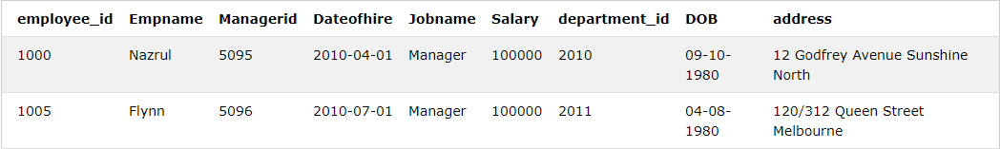 employee_id Empname Managerid Dateofhire Jobname Salary department_id DOB address
1000 Nazrul 5095 2010-04-01 Manager 100000 2010 09-10- 12 Godfrey Avenue Sunshine
1980 North
1005 Flynn 5096 2010-07-01 Manager 100000 2011 04-08- 120/312 Queen Street
1980 Melbourne